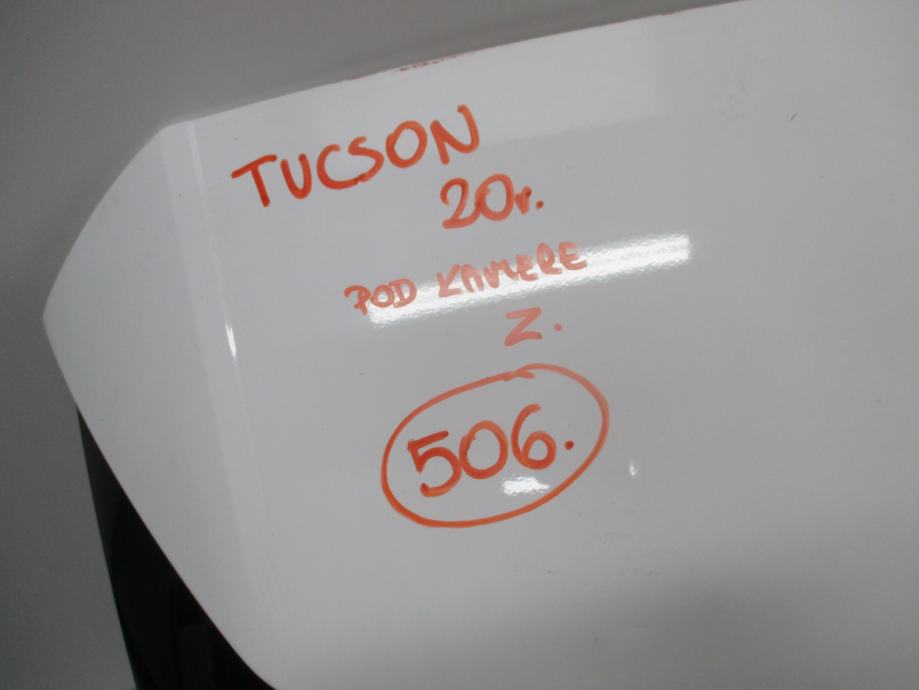 TUCSON
20r.
POD KAMERE
Z.
506.